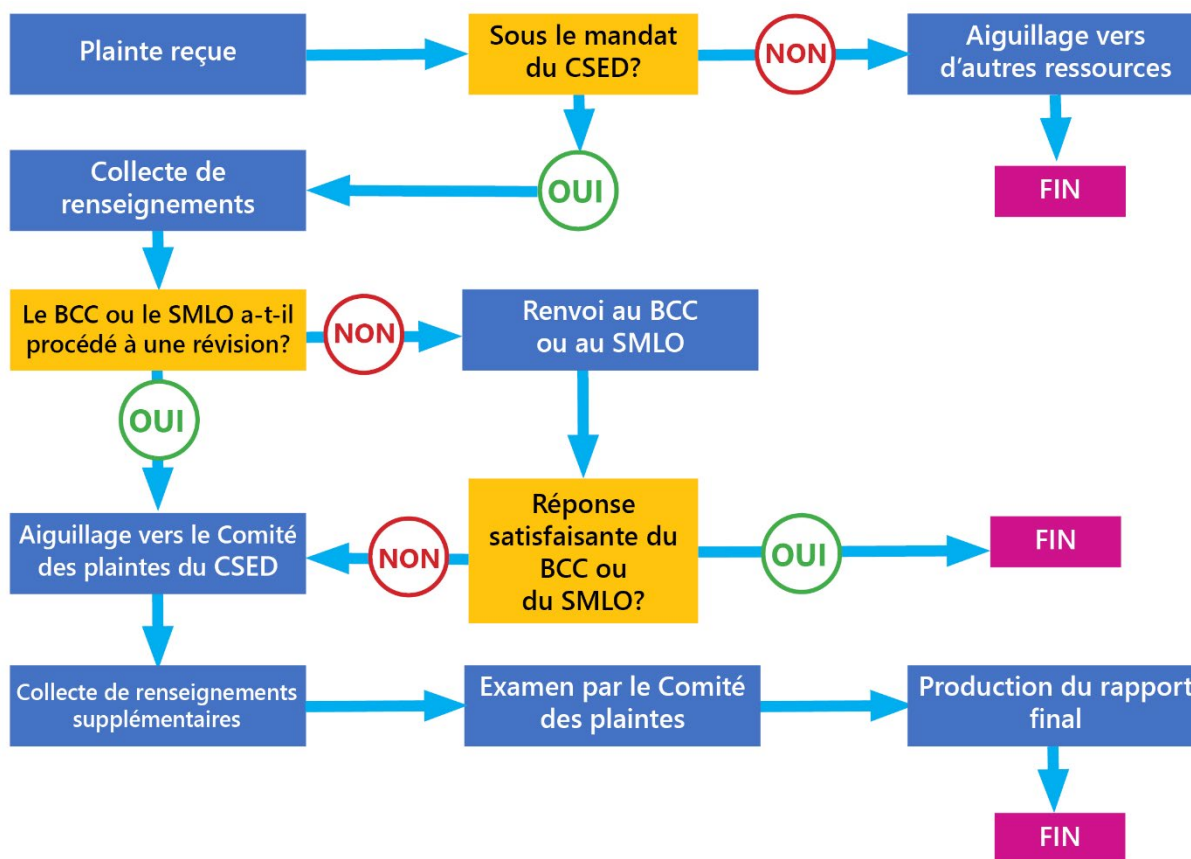 Plainte reçue
Sous le mandat
du CSED?
NON
Aiguillage vers
d'autres ressources
FIN
OUI
Collecte de
renseignements
Le BCC ou le SMLO a-t-il
procédé à une révision?
NON
Renvoi au BCC
ou au SMLO
OUI
Aiguillage vers le Comité
des plaintes du CSED
NON
Réponse
satisfaisante du
BCC ou
du SMLO?
OUI
FIN
Collecte de renseignements
supplémentaires
Examen par le Comité
des plaintes
Production du rapport
final
FIN